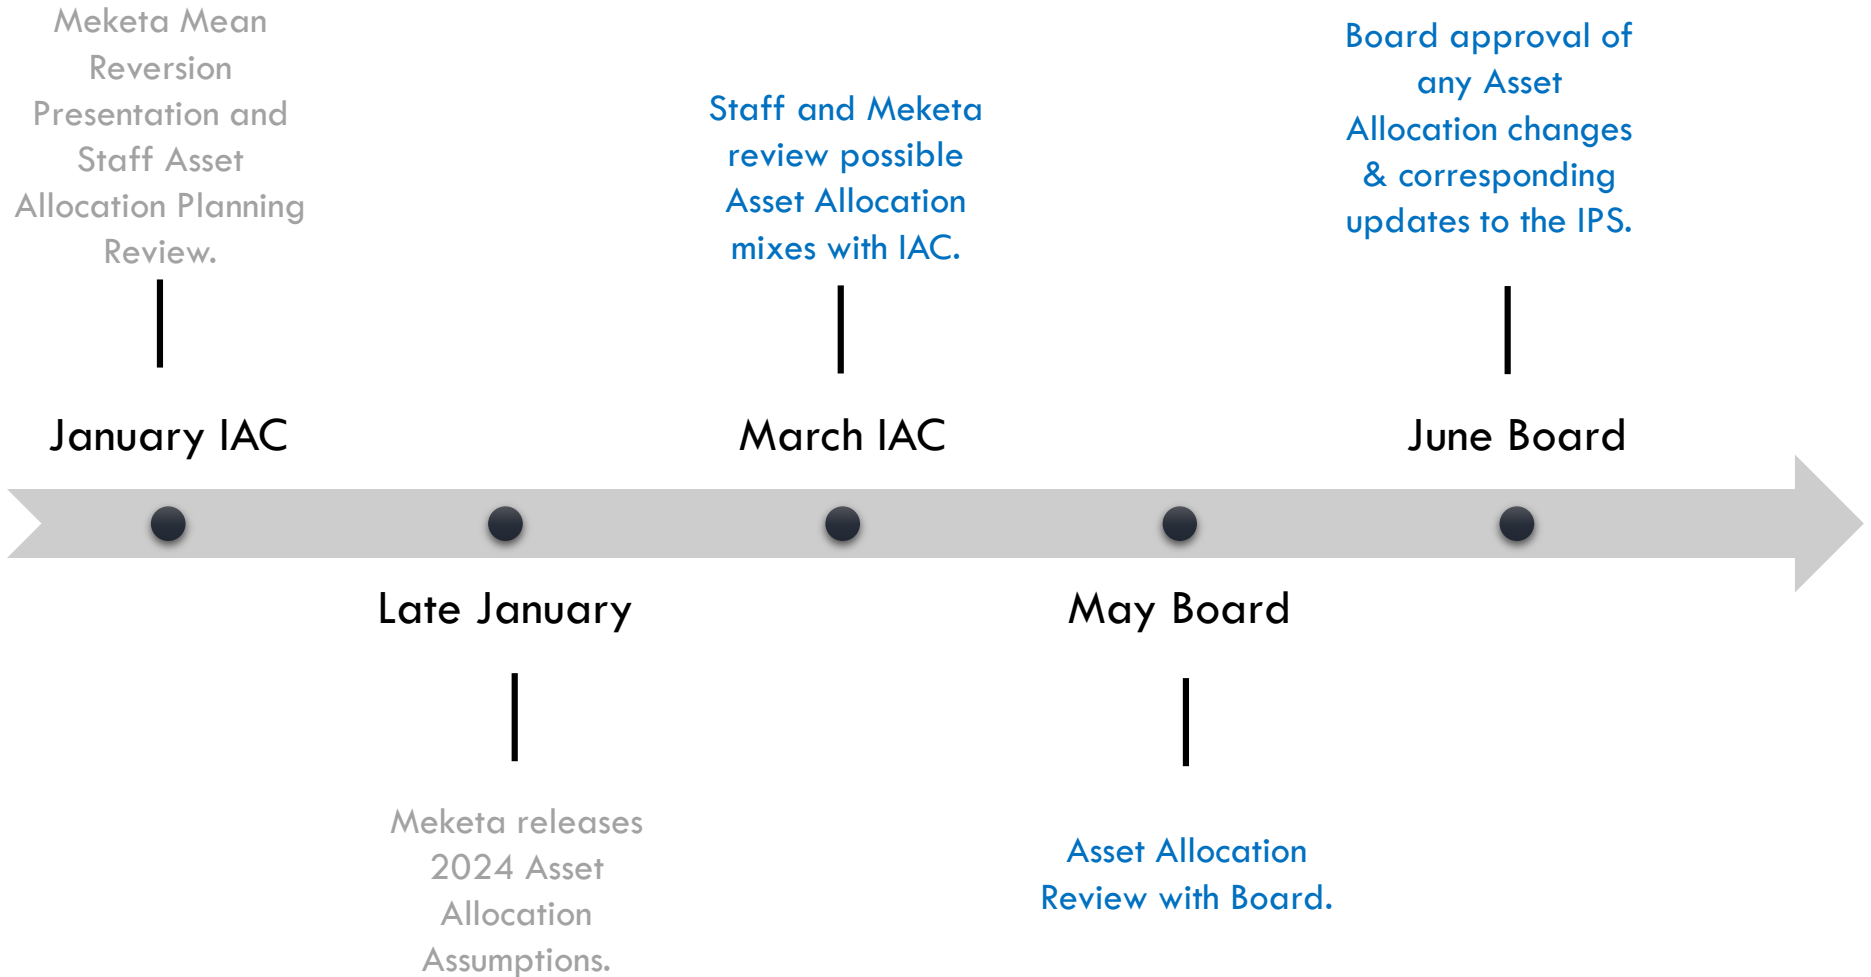 Meketa Mean
Reversion
Presentation and
Staff Asset
Allocation Planning
Review.
January IAC
Late January
Meketa releases
2024 Asset
Allocation
Assumptions.
Staff and Meketa
review possible
Asset Allocation
mixes with IAC.
March IAC
May Board
Asset Allocation
Review with Board.
Board approval of
any Asset
Allocation changes
& corresponding
updates to the IPS.
June Board